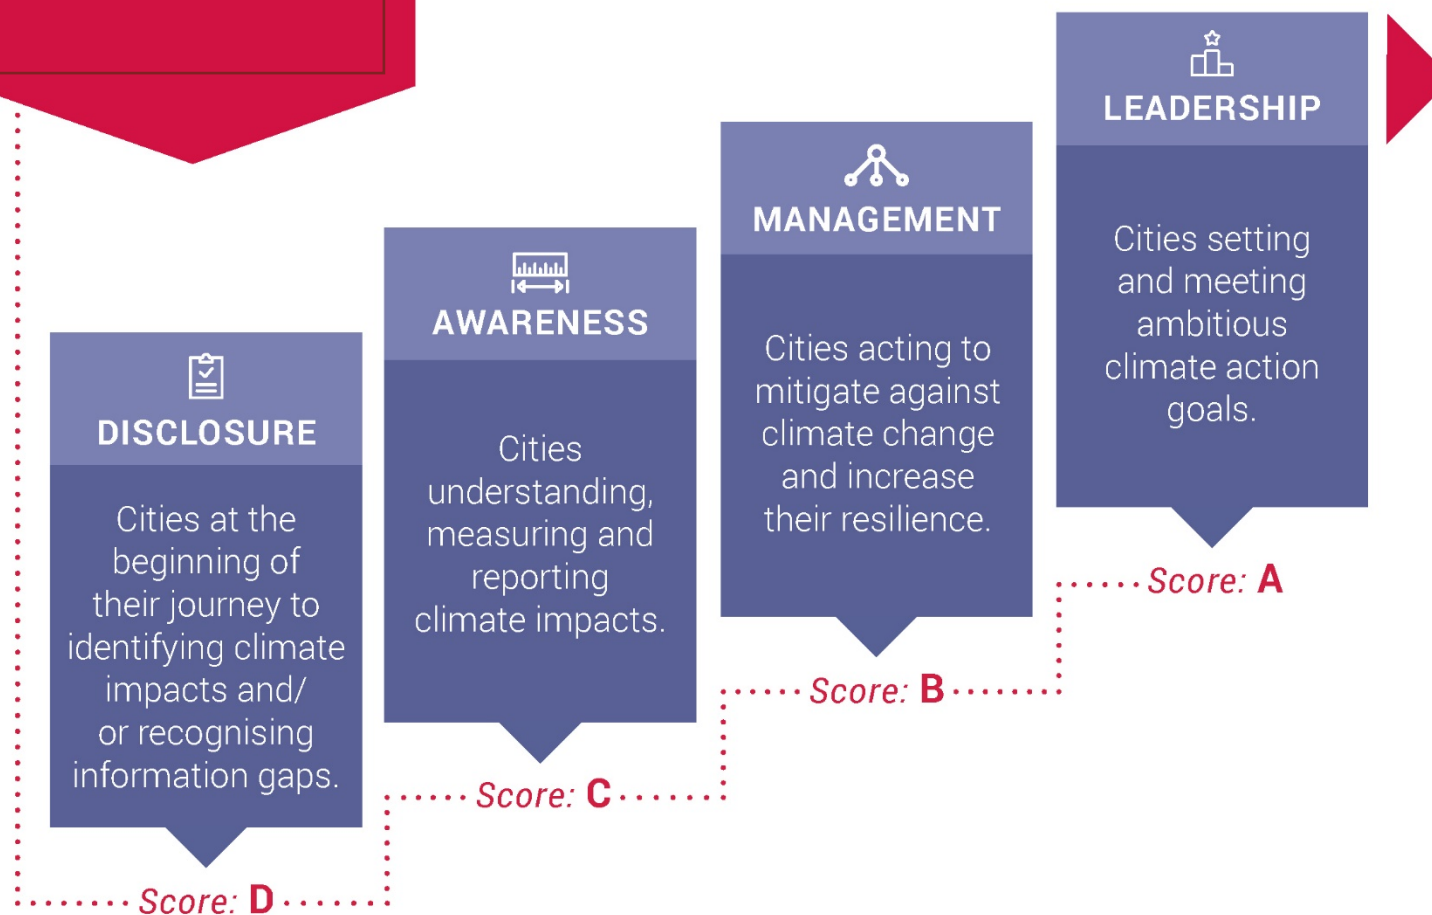 DISCLOSURE
Cities at the
beginning of
their journey to
identifying climate
impacts and/
or recognising
information gaps.
Score: D
AWARENESS
Cities
understanding,
measuring and
reporting
climate impacts.
Score: C
MANAGEMENT
Cities acting to
mitigate against
climate change
and increase
their resilience.
Score: B
LEADERSHIP
Cities setting
and meeting
ambitious
climate action
goals.
Score: A